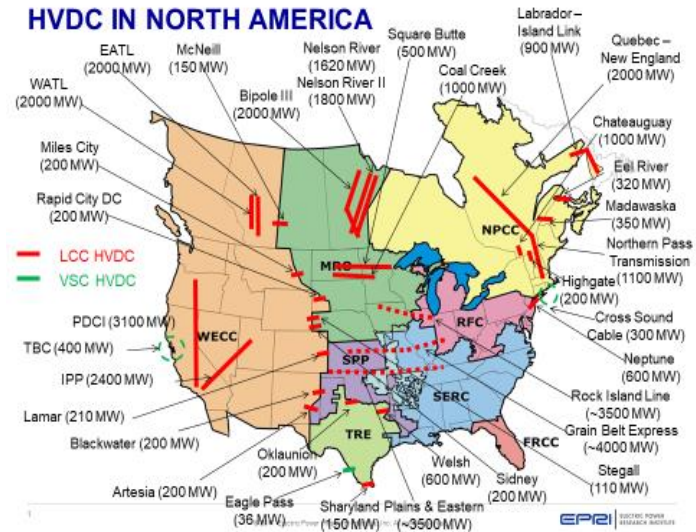 HVDC IN NORTH AMERICA
EATL
(2000MW)
McNeill
(150 MW)
Nelson River
(1620 MW)
Nelson River II
(1800 MW)
Square Butte
(500 MW)
Labrador–
Island Link
(900 MW)
Quebec –
New England
(2000 MW)
WATL
(2000 MW)
Bipole III
(2000 MW)
Coal Creek
(1000 MW)
Chateauguay
(1000 MW)
Miles City
(200 MW)
Eel River
(320 MW)
Rapid City DC
(200 MW)
Madawaska
(350 MW)
NPCC
Northern Pass
Transmission
(1100 MW)
LCC HVDC
VSC HVDC
MRO
Highgate
(200 MW)
PDCI (3100 MW)
WECC
RFC
Cross Sound
Cable (300 MW)
TBC (400 MW)
SPP
Neptune
(600 MW)
IPP (2400 MW)
SERC
Rock Island Line
(~3500 MW)
Lamar (210 MW)
Grain Belt Express
(~4000 MW)
Blackwater (200 MW)
TRE
FRCC
Oklaunion
(200 MW)
Welsh
(600 MW)
Sidney
(200 MW)
Stegall
(110 MW)
Artesia (200 MW)
Eagle Pass
(36 MW)
Sharyland Plains & Eastern
(150 MW) (~3500 MW)
EPRI
ELECTRIC POWER
RESEARCH INSTITUTE